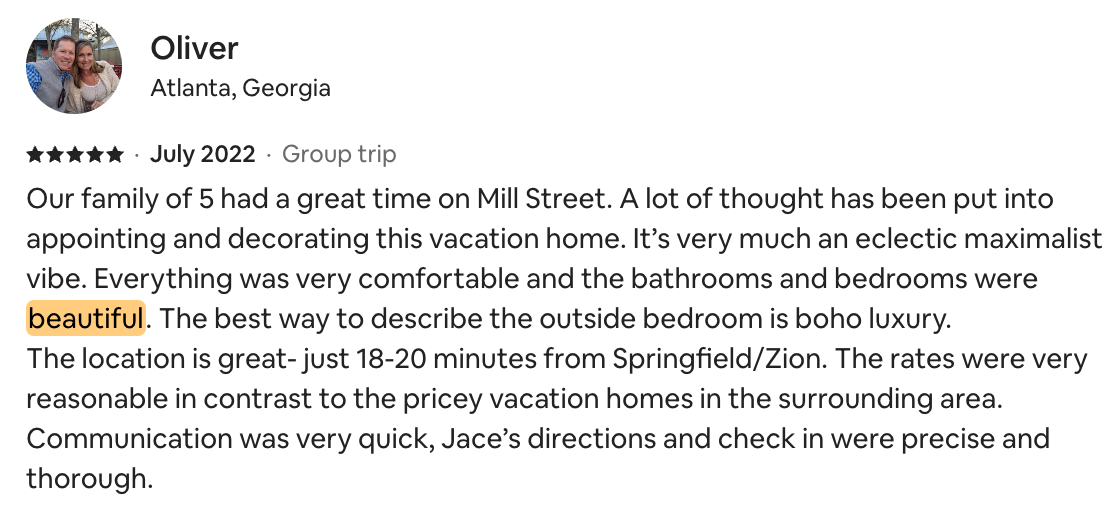 Oliver
Atlanta, Georgia
★★★★★ · July 2022 · Group trip
Our family of 5 had a great time on Mill Street. A lot of thought has been put into
appointing and decorating this vacation home. It’s very much an eclectic maximalist
vibe. Everything was very comfortable and the bathrooms and bedrooms were
beautiful. The best way to describe the outside bedroom is boho luxury.
The location is great- just 18-20 minutes from Springfield/Zion. The rates were very
reasonable in contrast to the pricey vacation homes in the surrounding area.
Communication was very quick, Jace’s directions and check in were precise and
thorough.